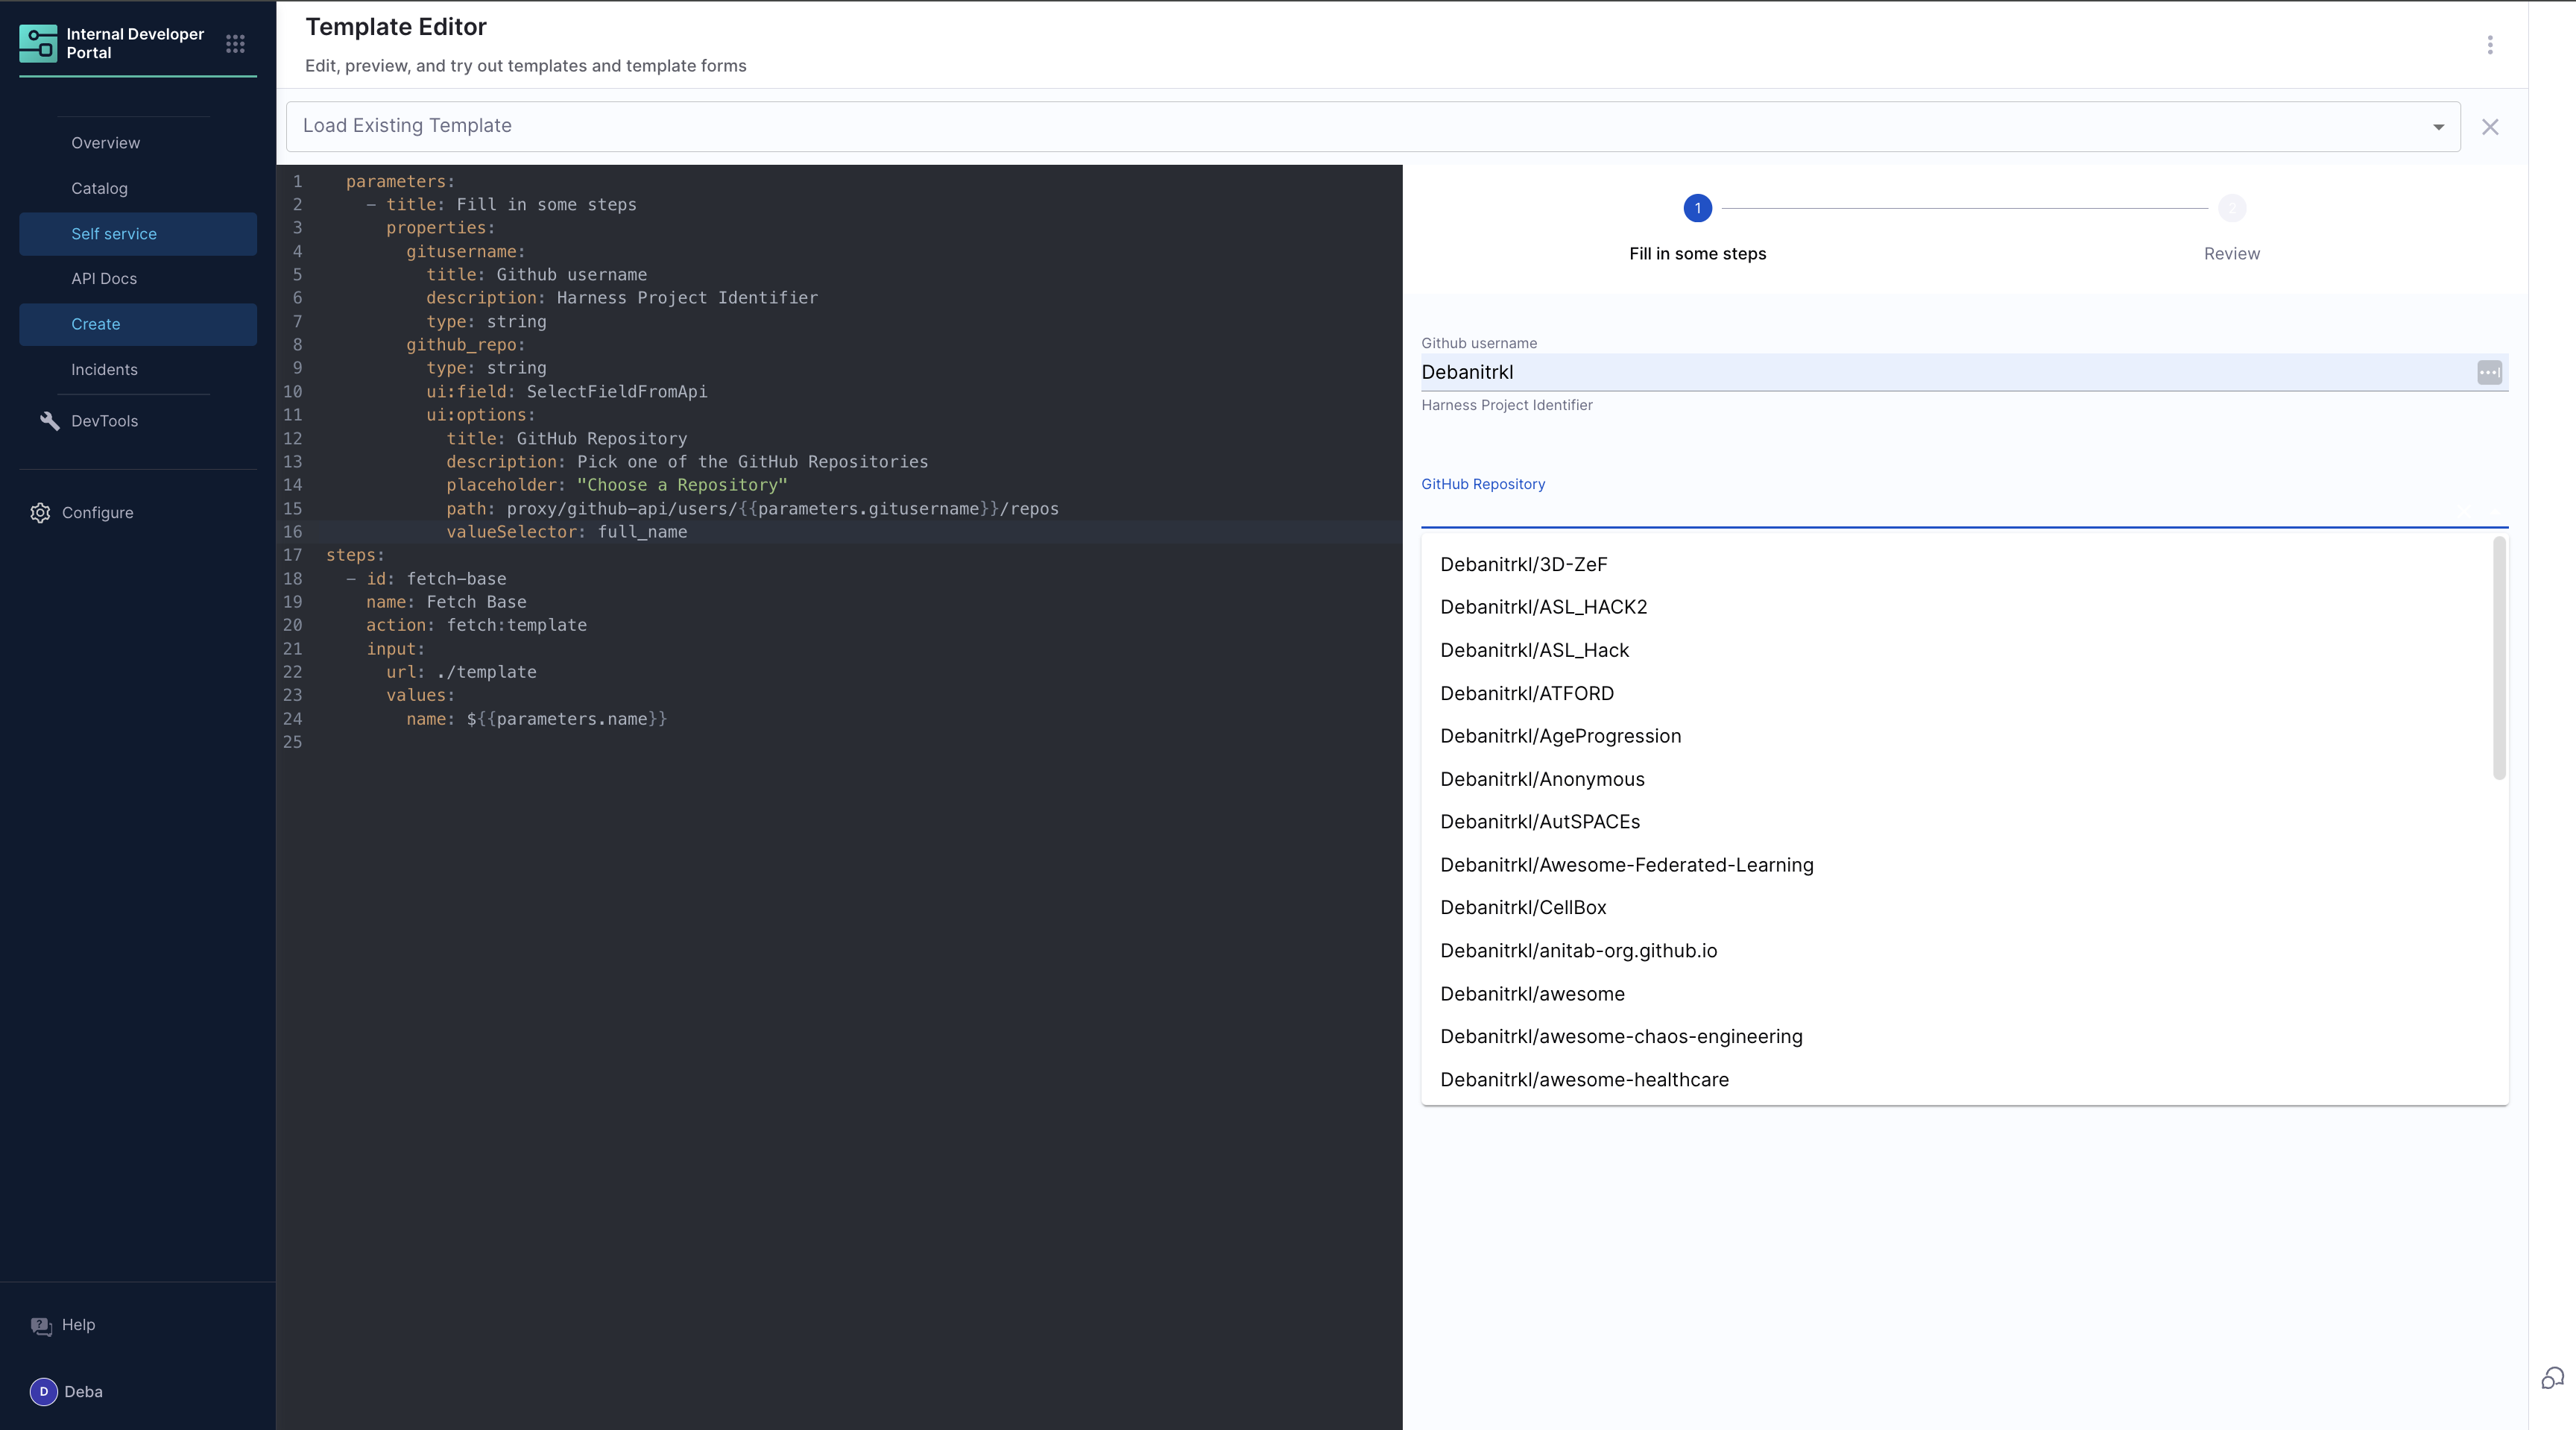 Internal Developer
Portal
Overview
Catalog
Self service
API Docs
Create
Incidents
DevTools
Configure
Help
D Deba
Template Editor
Edit, preview, and try out templates and template forms
Load Existing Template
1 parameters:
2 - title: Fill in some steps
3 properties:
4 gitusername:
5 title: Github username
6 description: Harness Project Identifier
7 type: string
8 github_repo:
9 type: string
10 ui:field: SelectFieldFromApi
11 ui:options:
12 title: GitHub Repository
13 description: Pick one of the GitHub Repositories
14 placeholder: "Choose a Repository"
15 path: proxy/github-api/users/{{parameters.gitusername}}/repos
16 valueSelector: full_name
17 steps:
18 - id: fetch-base
19 name: Fetch Base
20 action: fetch:template
21 input:
22 url: ./template
23 values:
24 name: ${{parameters.name}}
25
1 2
Fill in some steps Review
Github username
Debanitrkl
Harness Project Identifier
GitHub Repository
Debanitrkl/3D-ZeF
Debanitrkl/ASL_HACK2
Debanitrkl/ASL_Hack
Debanitrkl/ATFORD
Debanitrkl/AgeProgression
Debanitrkl/Anonymous
Debanitrkl/AutSPACEs
Debanitrkl/Awesome-Federated-Learning
Debanitrkl/CellBox
Debanitrkl/anitab-org.github.io
Debanitrkl/awesome
Debanitrkl/awesome-chaos-engineering
Debanitrkl/awesome-healthcare